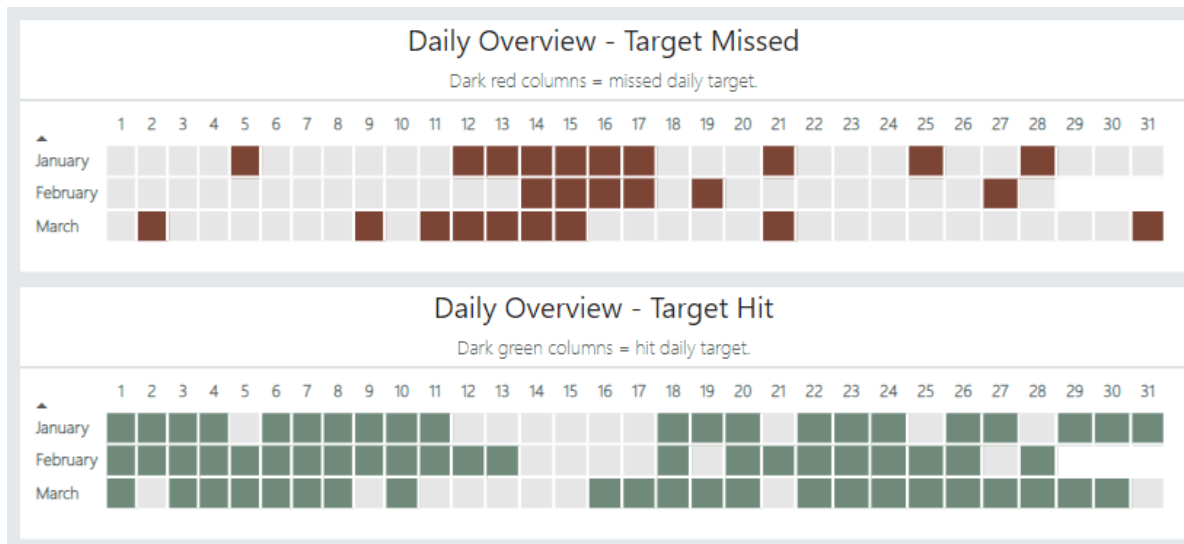 Daily Overview - Target Missed
Dark red columns = missed daily target.
1 2 3 4 5 6 7 8 9 10 11 12 13 14 15 16 17 18 19 20 21 22 23 24 25 26 27 28 29 30 31
January
February
March
Daily Overview - Target Hit
Dark green columns = hit daily target.
1 2 3 4 5 6 7 8 9 10 11 12 13 14 15 16 17 18 19 20 21 22 23 24 25 26 27 28 29 30 31
January
February
March